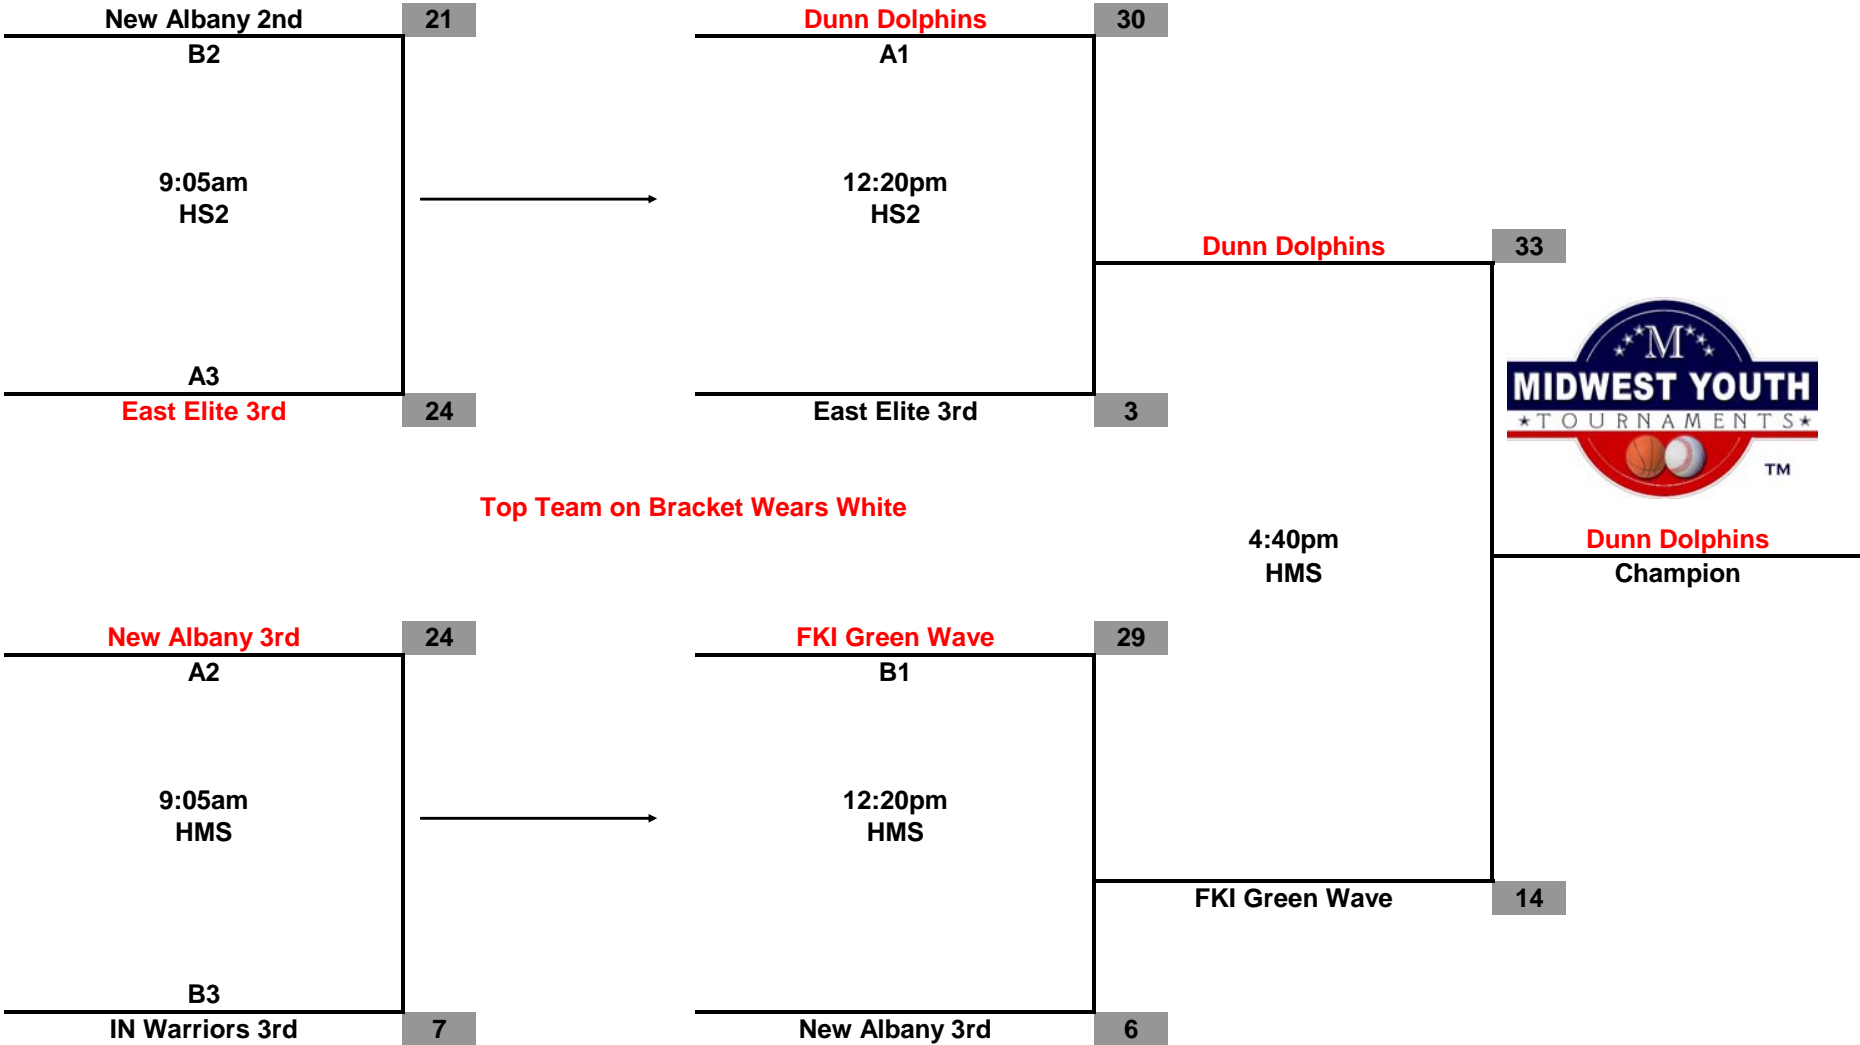 New Albany 2nd 21
B2
9:05am
HS2
A3
East Elite 3rd 24
Dunn Dolphins 30
A1
12:20pm
HS2
East Elite 3rd 3
Dunn Dolphins 33
M
MIDWEST YOUTH
TOURNAMENTS
TM
Top Team on Bracket Wears White
4:40pm
HMS
Dunn Dolphins
Champion
New Albany 3rd 24
A2
9:05am
HMS
B3
IN Warriors 3rd 7
FKI Green Wave 29
B1
12:20pm
HMS
New Albany 3rd 6
FKI Green Wave 14